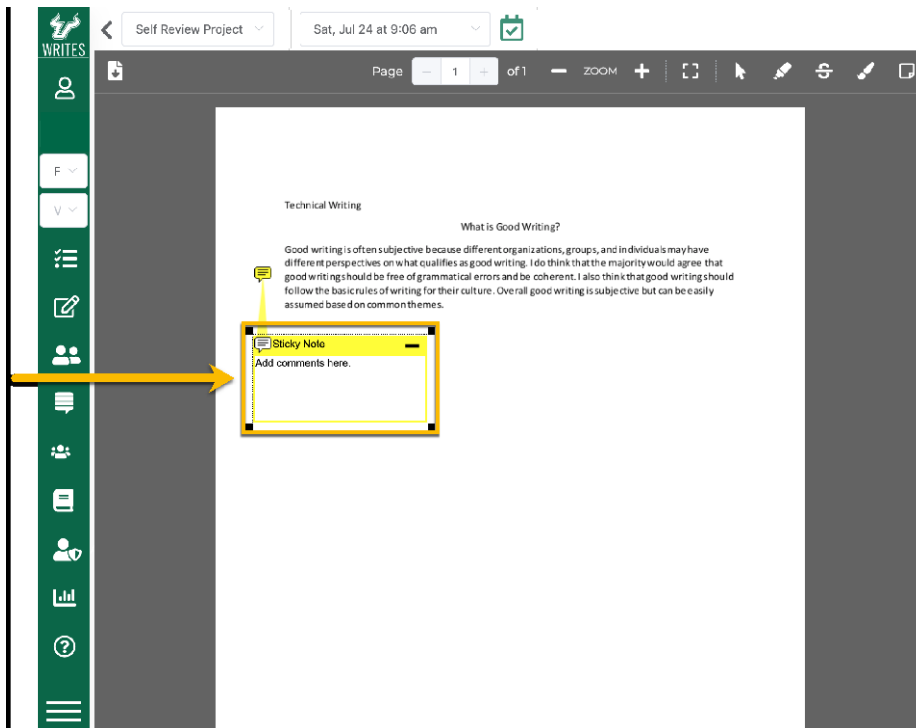 WRITES
Self Review Project
Sat, Jul 24 at 9:06 am
Page
1
of 1
ZOOM
F
V
Technical Writing
What is Good Writing?
Good writing is often subjective because different organizations, groups, and individuals may have
different perspectives on what qualifies as good writing. I do think that the majority would agree that
good writing should be free of grammatical errors and be coherent. I also think that good writing should
follow the basic rules of writing for their culture. Overall good writing is subjective but can be easily
assumed based on common themes.
Sticky Note
Add comments here.